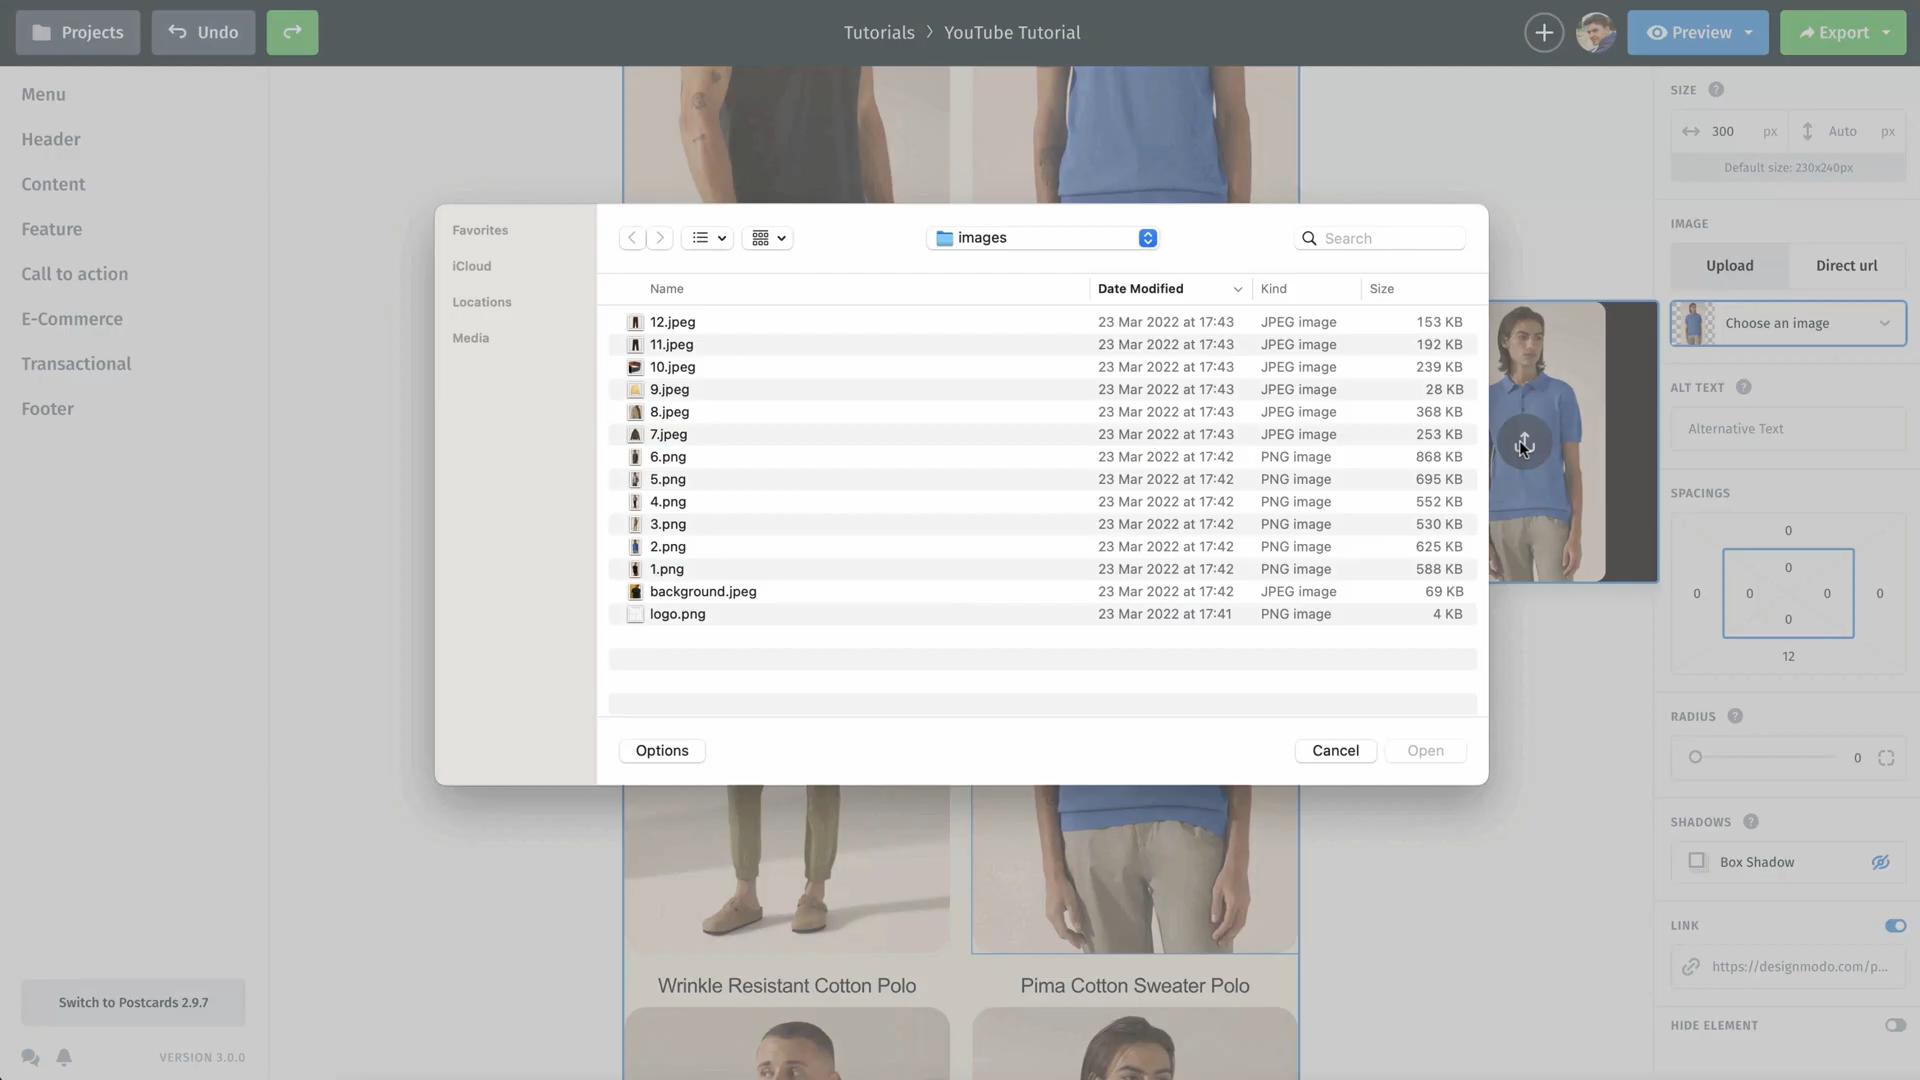 Projects
Undo
Tutorials > YouTube Tutorial
Preview
Export
Menu
Header
Content
Feature
Call to action
E-Commerce
Transactional
Footer
Switch to Postcards 2.9.7
VERSION 3.0.0
Favorites
iCloud
Locations
Media
images
Search
Name Date Modified Kind Size
12.jpeg 23 Mar 2022 at 17:43 JPEG image 153 KB
11.jpeg 23 Mar 2022 at 17:43 JPEG image 192 KB
10.jpeg 23 Mar 2022 at 17:43 JPEG image 239 KB
9.jpeg 23 Mar 2022 at 17:43 JPEG image 28 KB
8.jpeg 23 Mar 2022 at 17:43 JPEG image 368 KB
7.jpeg 23 Mar 2022 at 17:43 JPEG image 253 KB
6.png 23 Mar 2022 at 17:42 PNG image 868 KB
5.png 23 Mar 2022 at 17:42 PNG image 695 KB
4.png 23 Mar 2022 at 17:42 PNG image 552 KB
3.png 23 Mar 2022 at 17:42 PNG image 530 KB
2.png 23 Mar 2022 at 17:42 PNG image 625 KB
1.png 23 Mar 2022 at 17:42 PNG image 588 KB
background.jpeg 23 Mar 2022 at 17:42 JPEG image 69 KB
logo.png 23 Mar 2022 at 17:41 PNG image 4 KB
Options
Cancel
Open
Wrinkle Resistant Cotton Polo
Pima Cotton Sweater Polo
SIZE ?
300 px Auto px
Default size: 230x240px
IMAGE
Upload Direct url
Choose an image
ALT TEXT ?
Alternative Text
SPACINGS
0
0
0 0 0 0
0
12
RADIUS ?
0
SHADOWS ?
Box Shadow
LINK
https://designmodo.com/p...
HIDE ELEMENT